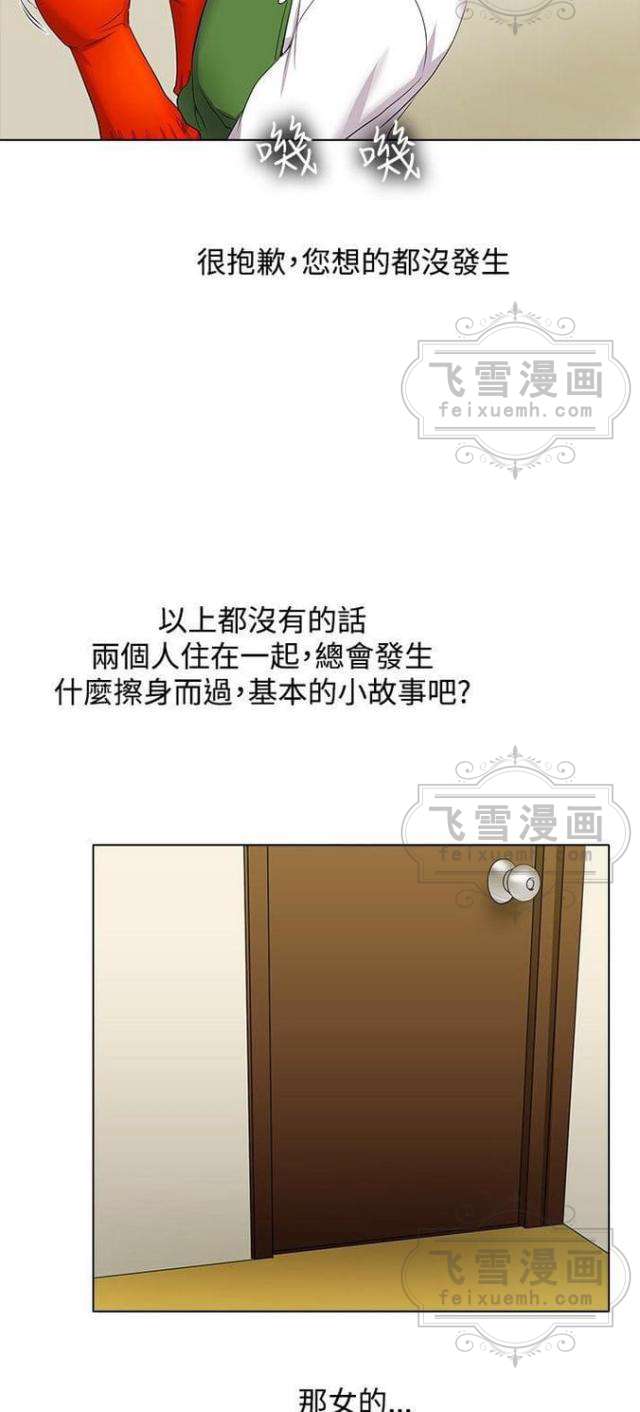 嘰 嘰
很抱歉，您想的都沒發生
飞雪漫画
feixuemh.com
以上都沒有的話
兩個人住在一起，總會發生
什麼擦身而過，基本的小故事吧？
飞雪漫画
feixuemh.com
飞雪漫画
feixuemh.com
那女的...